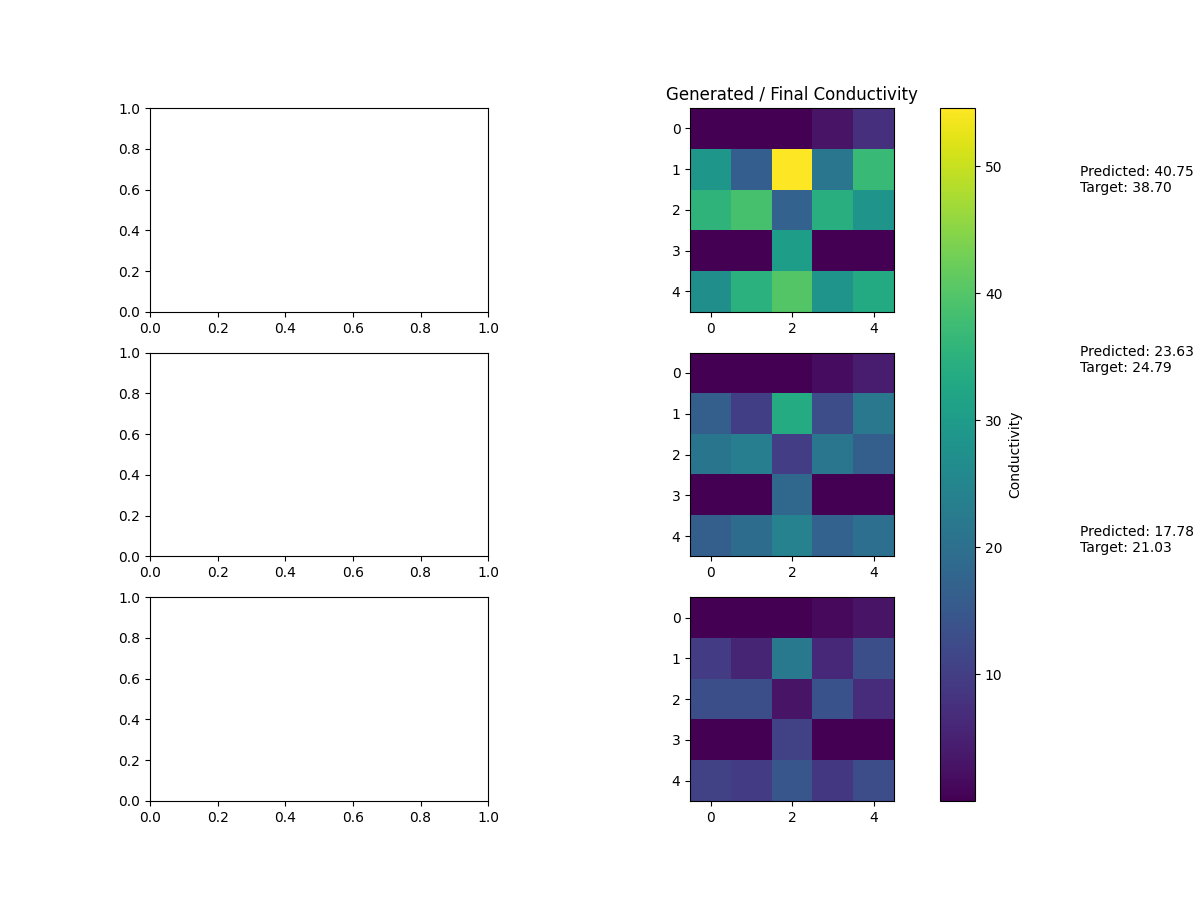 Generated / Final Conductivity
1.0
0.8
0.6
0.4
0.2
0.0
0.0 0.2 0.4 0.6 0.8 1.0
0
1
2
3
4
0 2 4
1.0
0.8
0.6
0.4
0.2
0.0
0.0 0.2 0.4 0.6 0.8 1.0
0
1
2
3
4
0 2 4
1.0
0.8
0.6
0.4
0.2
0.0
0.0 0.2 0.4 0.6 0.8 1.0
0
1
2
3
4
0 2 4
50
40
30
20
10
Conductivity
Predicted: 40.75
Target: 38.70
Predicted: 23.63
Target: 24.79
Predicted: 17.78
Target: 21.03